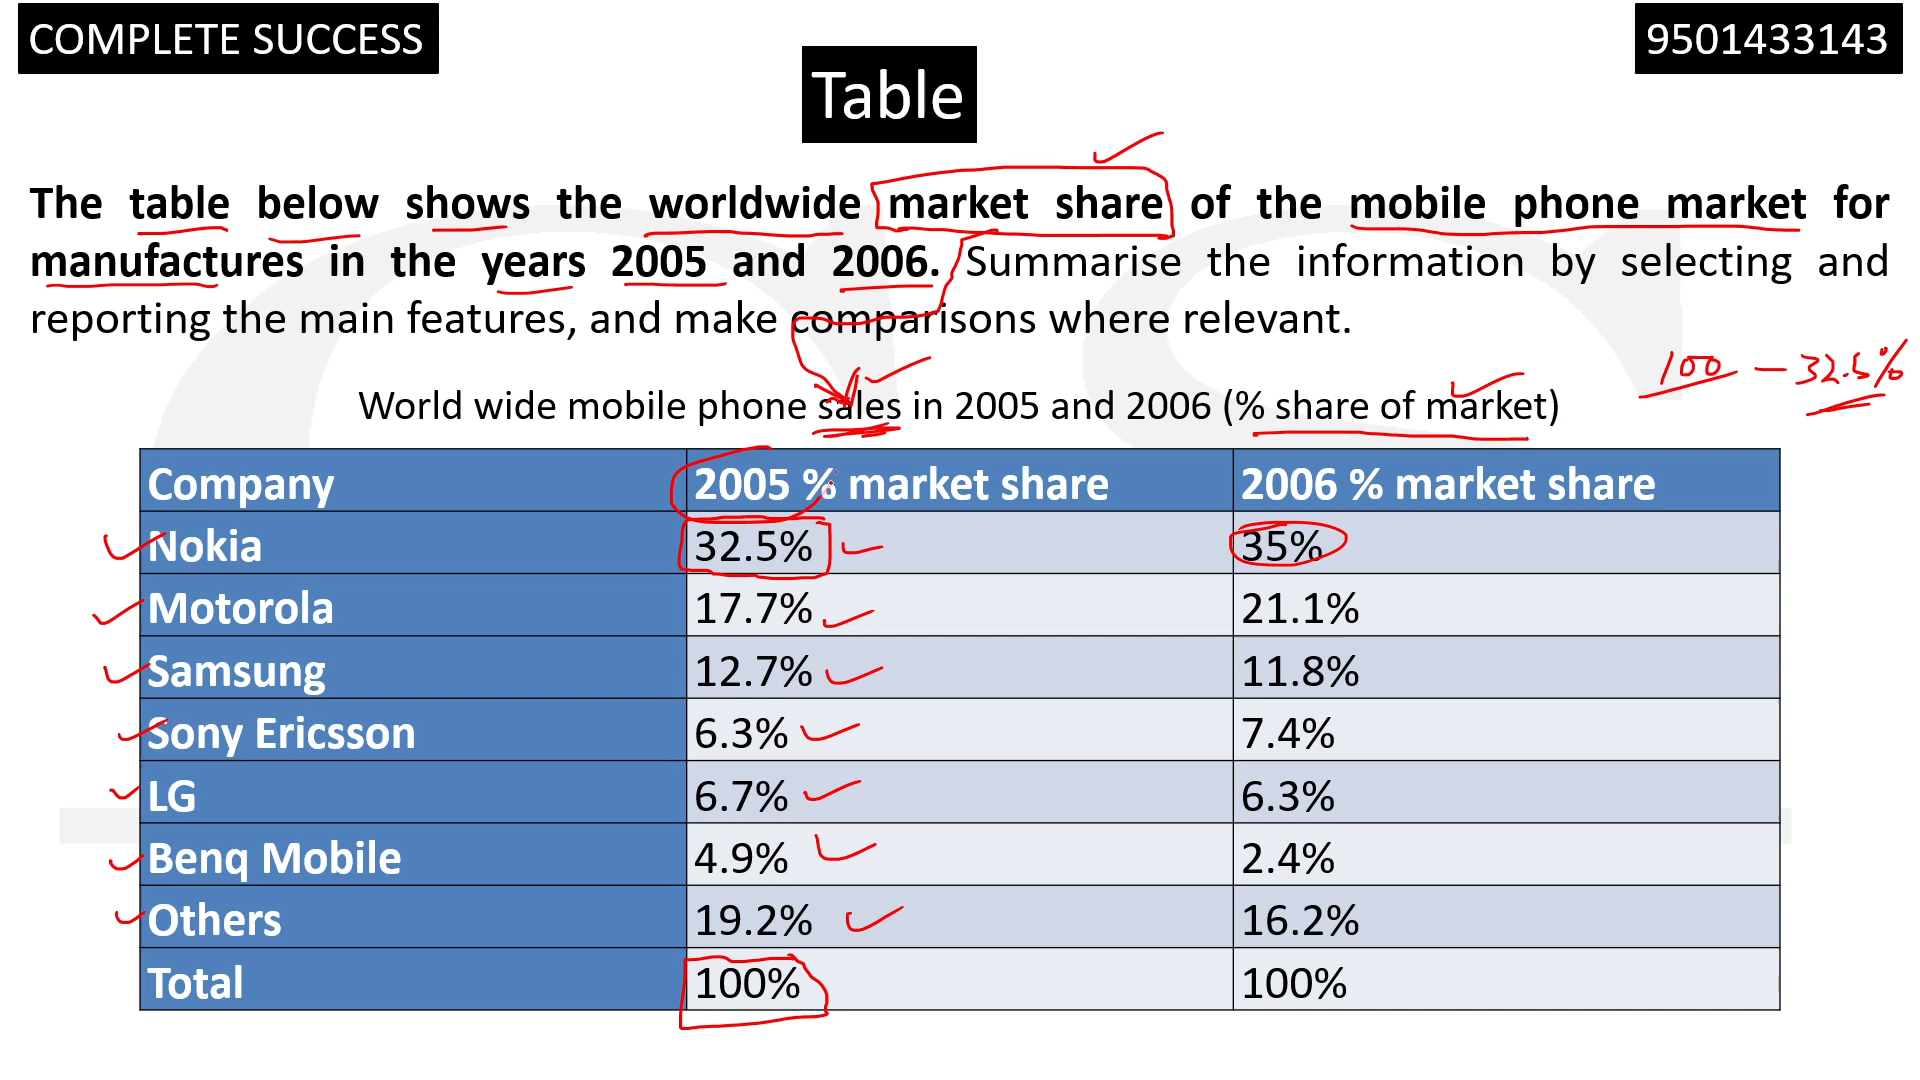 COMPLETE SUCCESS
9501433143
Table
The table below shows the worldwide market share of the mobile phone market for
manufactures in the years 2005 and 2006. Summarise the information by selecting and
reporting the main features, and make comparisons where relevant.
100 — 32.5%
World wide mobile phone sales in 2005 and 2006 (% share of market)
Company 2005 % market share 2006 % market share
Nokia 32.5% 35%
Motorola 17.7% 21.1%
Samsung 12.7% 11.8%
Sony Ericsson 6.3% 7.4%
LG 6.7% 6.3%
Benq Mobile 4.9% 2.4%
Others 19.2% 16.2%
Total 100% 100%